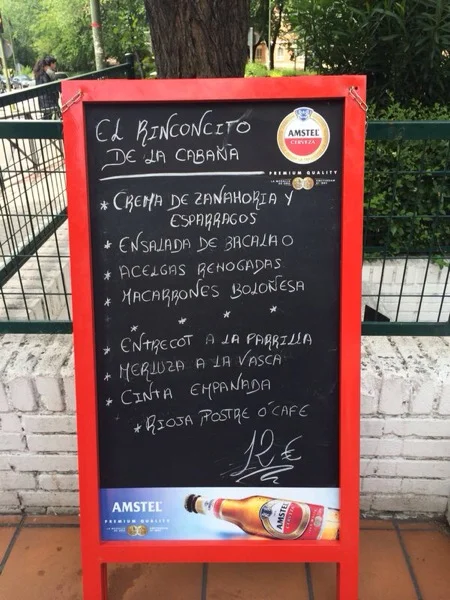 EL RINCONCITO
DE LA CABAÑA
AMSTEL
CERVEZA
PREMIUM QUALITY
* CREMA DE ZANAHORIA Y
ESPARRAGOS
* ENSALADA DE BACALAO
* ACELGAS REHOGADAS
* MACARRONES BOLOÑESA
* * * *
* ENTRECOT A LA PARRILLA
* MERLUZA A LA VASCA
* CINTA EMPANADA
* RIOJA POSTRE O' CAFE
12 €
AMSTEL
PREMIUM QUALITY
AMSTEL
CERVEZA